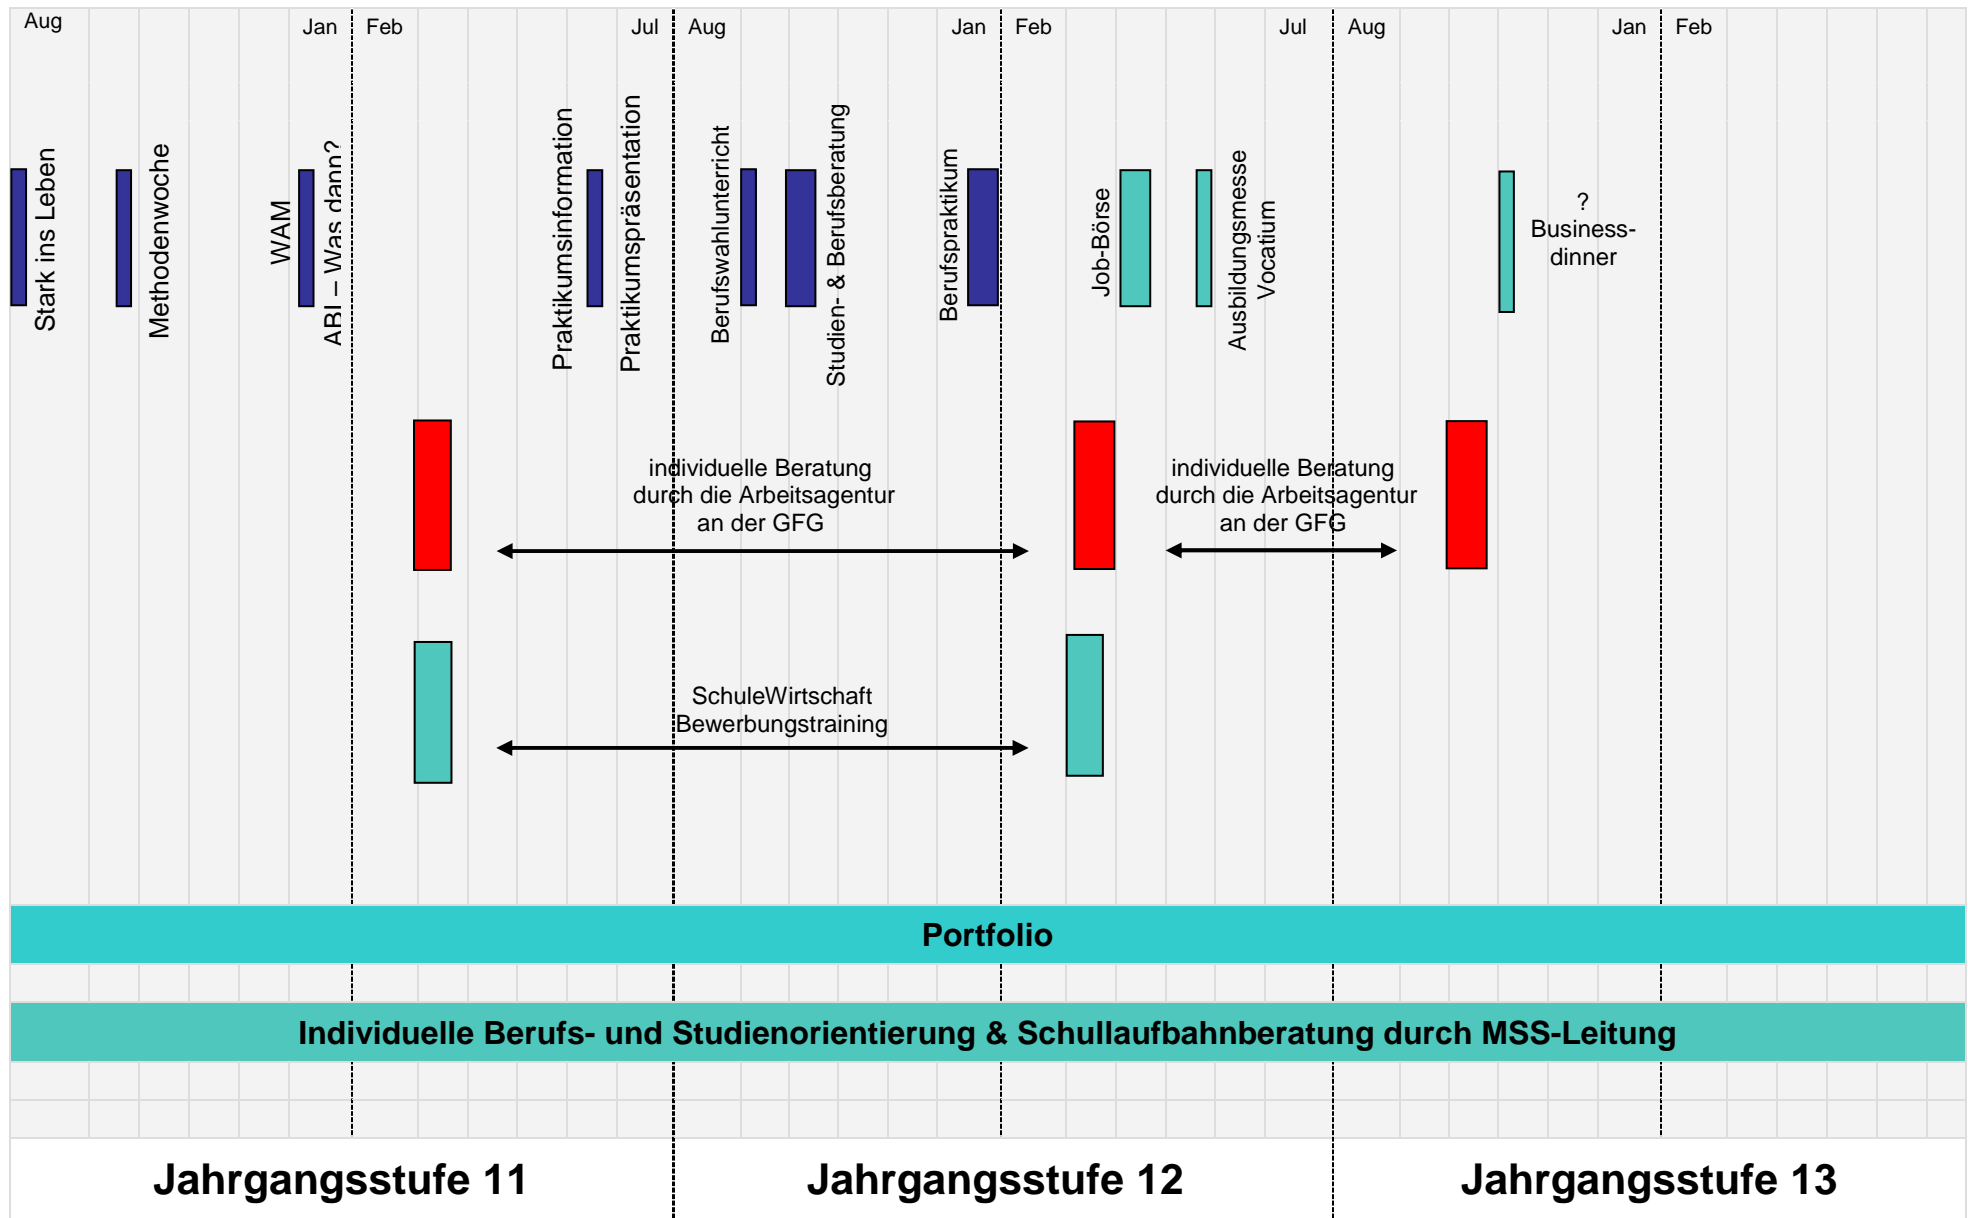 Aug
Jan
Feb
Jul
Aug
Jan
Feb
Jul
Aug
Jan
Feb
Stark ins Leben
Methodenwoche
WAM
ABI – Was dann?
Praktikumsinformation
Praktikumspräsentation
Berufswahlunterricht
Studien- & Berufsberatung
Berufspraktikum
Job-Börse
Ausbildungsmesse
Vocatium
?
Business-
dinner
individuelle Beratung
durch die Arbeitsagentur
an der GFG
individuelle Beratung
durch die Arbeitsagentur
an der GFG
SchuleWirtschaft
Bewerbungstraining
Portfolio
Individuelle Berufs- und Studienorientierung & Schullaufbahnberatung durch MSS-Leitung
Jahrgangsstufe 11
Jahrgangsstufe 12
Jahrgangsstufe 13